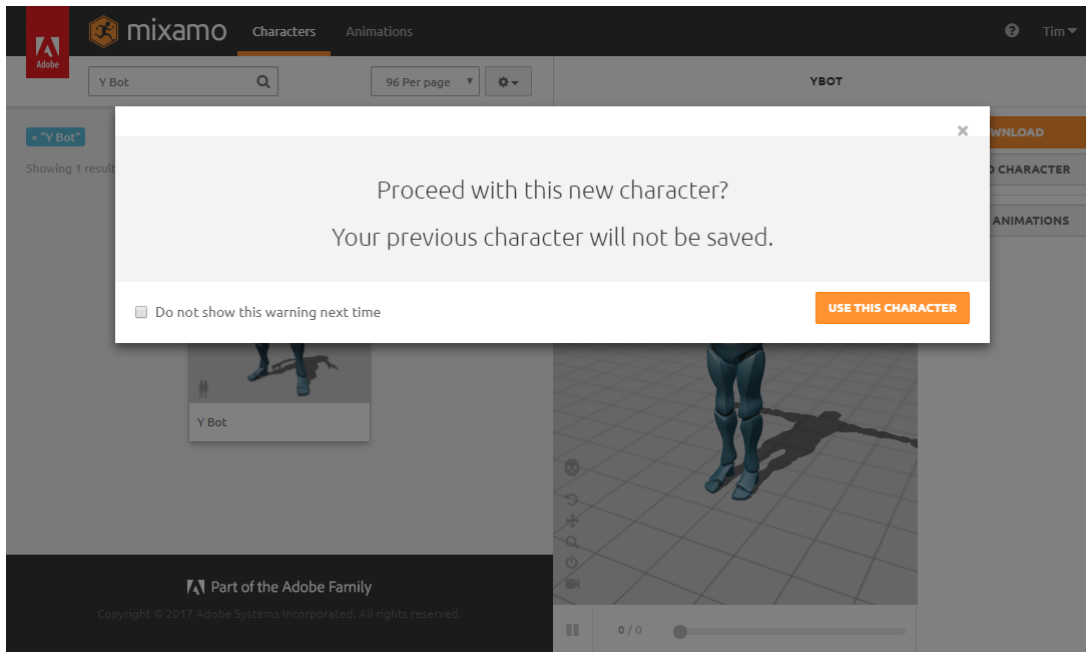 Adobe
mixamo
Characters
Animations
Tim
Y Bot
96 Per page
YBOT
= "Y Bot"
Showing 1 result
WNLOAD
CHARACTER
ANIMATIONS
×
Proceed with this new character?
Your previous character will not be saved.
Do not show this warning next time
USE THIS CHARACTER
Y Bot
Part of the Adobe Family
Copyright © 2017 Adobe Systems Incorporated. All rights reserved.
0 / 0